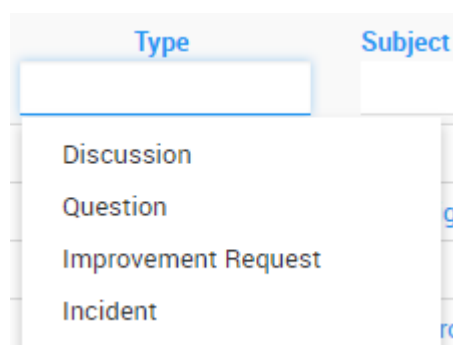 Type Subject
Discussion
Question
Improvement Request
Incident